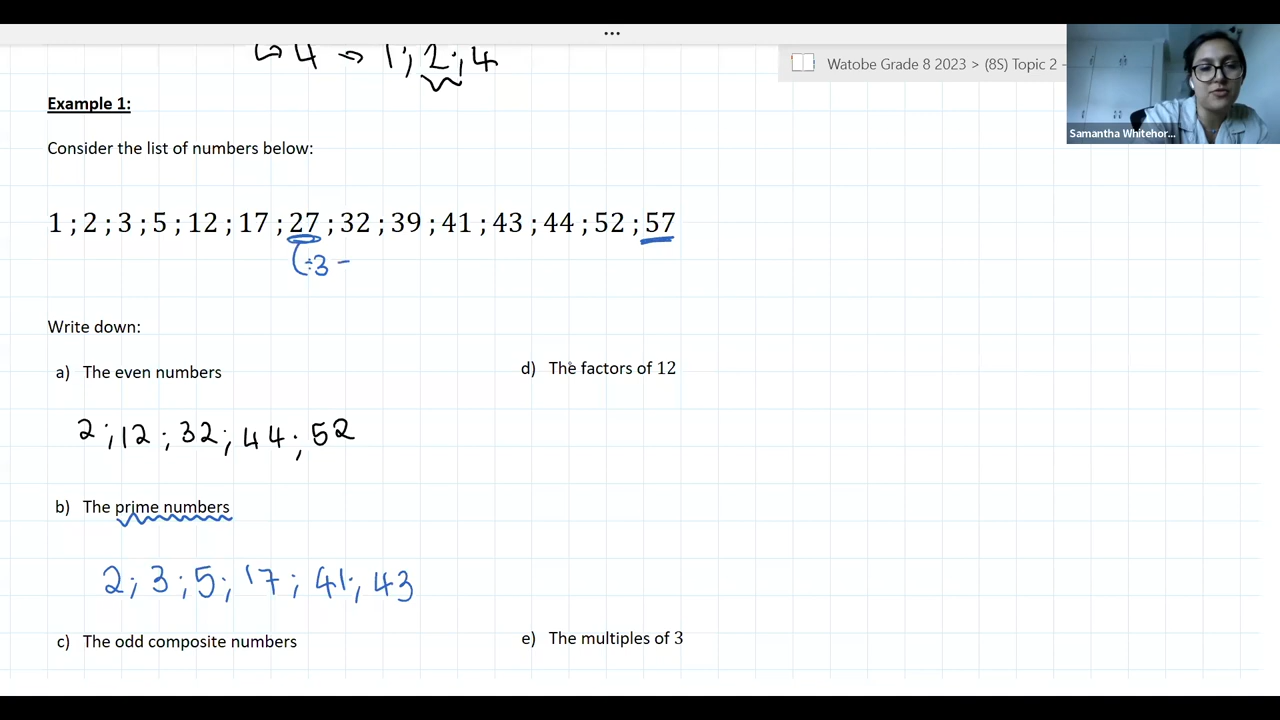 ...
↪ 4 → 1; 2; 4
Watobe Grade 8 2023 > (8S) Topic 2 -
Samantha Whitehor...
Example 1:
Consider the list of numbers below:
1 ; 2 ; 3 ; 5 ; 12 ; 17 ; 27 ; 32 ; 39 ; 41 ; 43 ; 44 ; 52 ; 57
÷3 -
Write down:
a) The even numbers
2 ; 12 ; 32 ; 44 ; 52
b) The prime numbers
2 ; 3 ; 5 ; 17 ; 41 ; 43
c) The odd composite numbers
d) The factors of 12
e) The multiples of 3